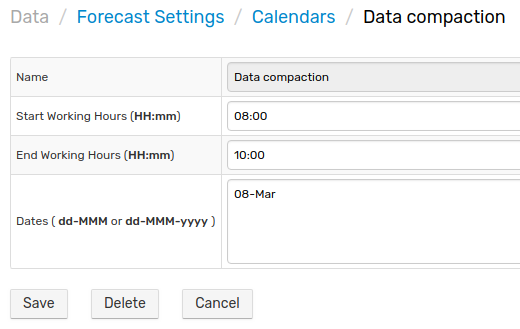 Data / Forecast Settings / Calendars / Data compaction
Name Data compaction
Start Working Hours (HH:mm) 08:00
End Working Hours (HH:mm) 10:00
Dates ( dd-MMM or dd-MMM-yyyy ) 08-Mar
Save Delete Cancel